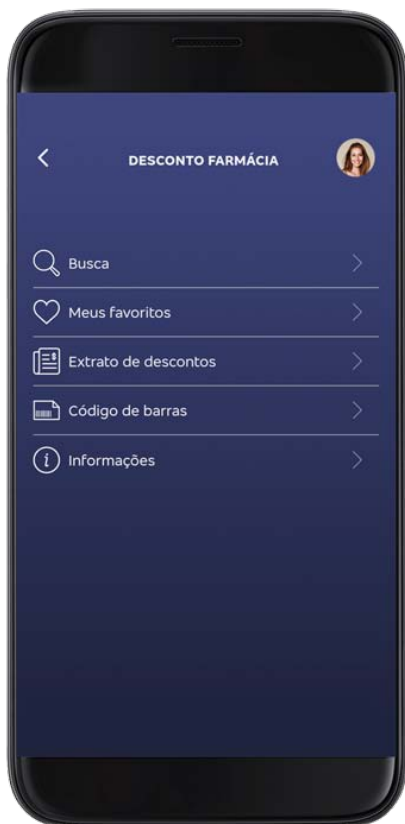 DESCONTO FARMÁCIA
Busca
Meus favoritos
Extrato de descontos
Código de barras
Informações